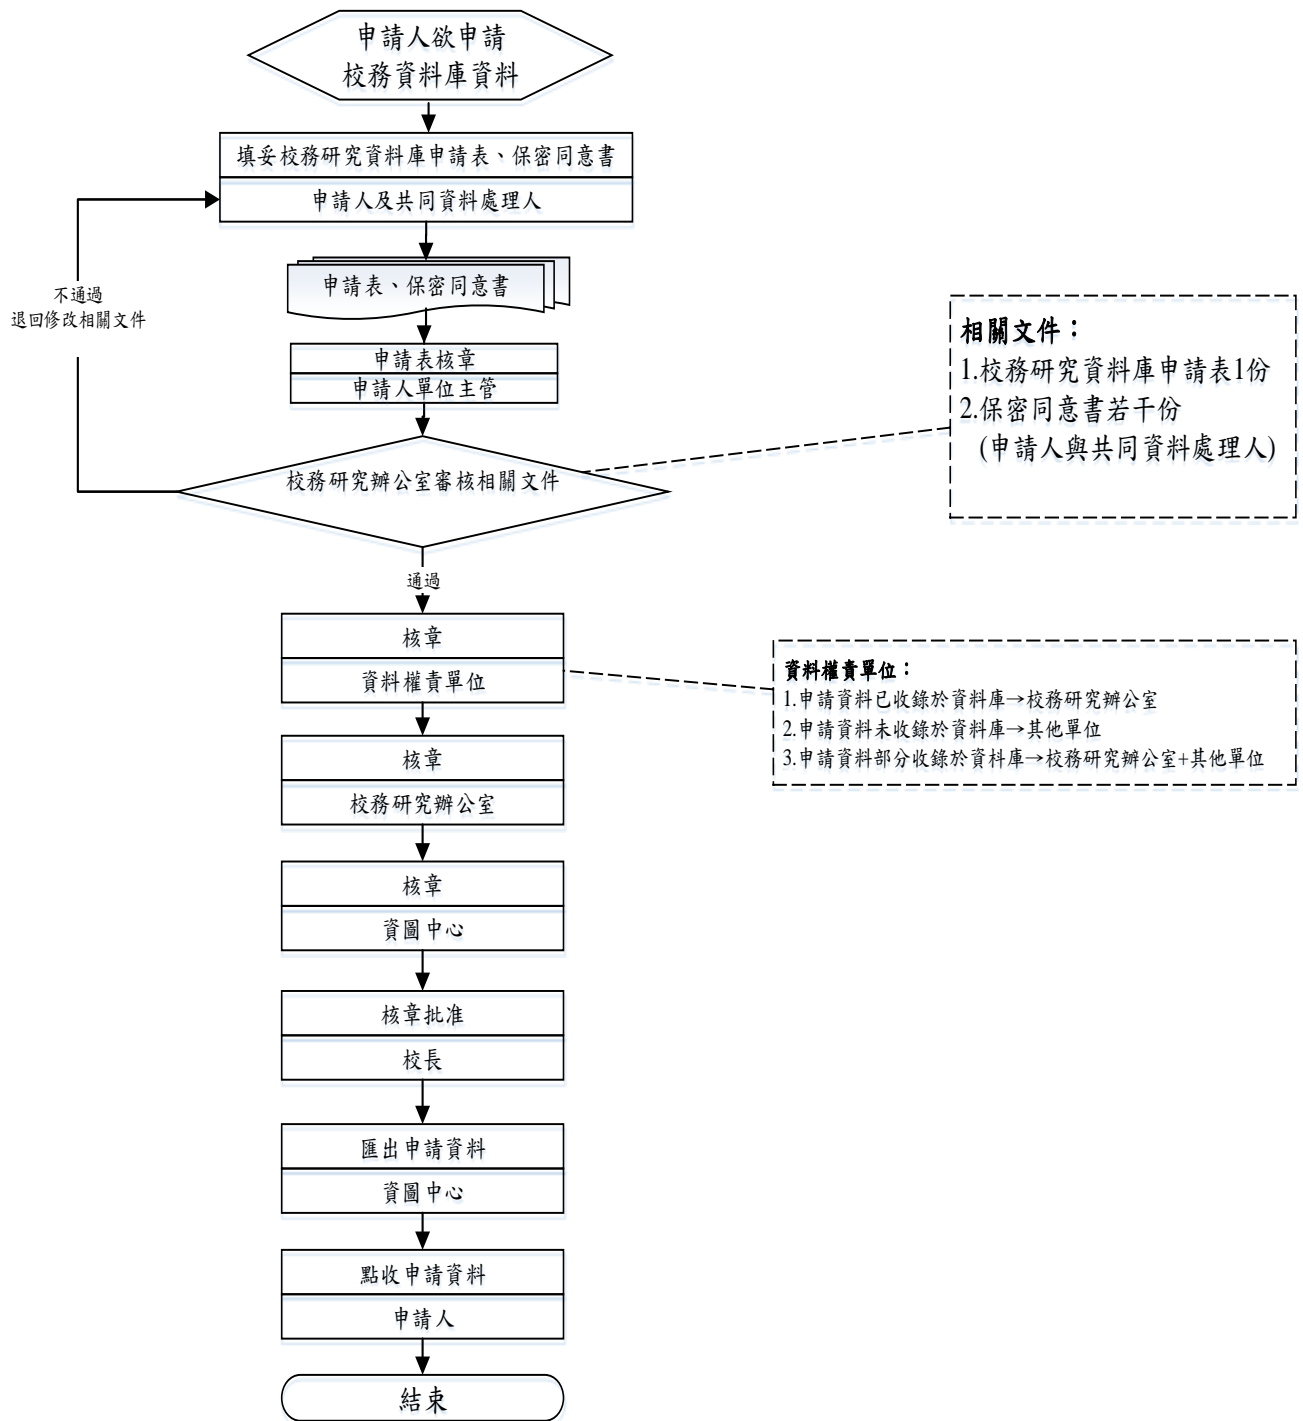 申請人欲申請
校務資料庫資料
填妥校務研究資料庫申請表、保密同意書
申請人及共同資料處理人
申請表、保密同意書
不通過
退回修改相關文件
申請表核章
申請人單位主管
相關文件：
1.校務研究資料庫申請表1份
2.保密同意書若干份
(申請人與共同資料處理人)
校務研究辦公室審核相關文件
通過
核章
資料權責單位
資料權責單位：
1.申請資料已收錄於資料庫→校務研究辦公室
2.申請資料未收錄於資料庫→其他單位
3.申請資料部分收錄於資料庫→校務研究辦公室+其他單位
核章
校務研究辦公室
核章
資圖中心
核章批准
校長
匯出申請資料
資圖中心
點收申請資料
申請人
結束